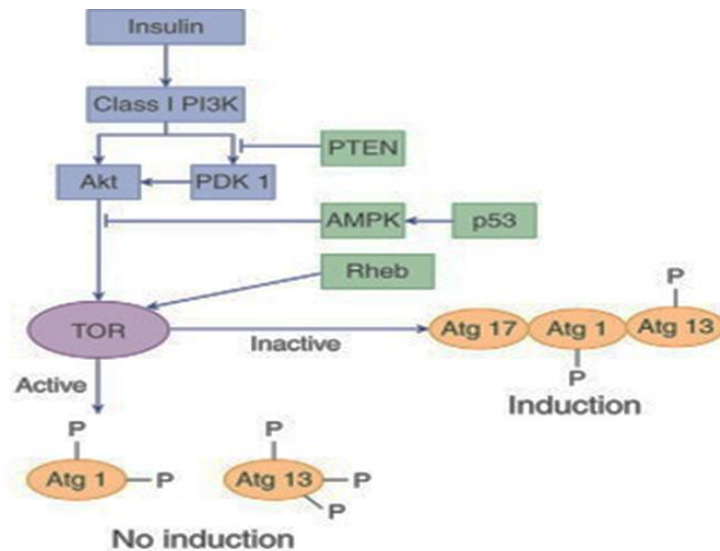 Insulin
Class I PI3K
PTEN
Akt
PDK 1
AMPK
p53
Rheb
P
TOR
Inactive
Atg 17
Atg 1
Atg 13
P
Induction
Active
P
P
Atg 1
P
Atg 13
P
P
No induction